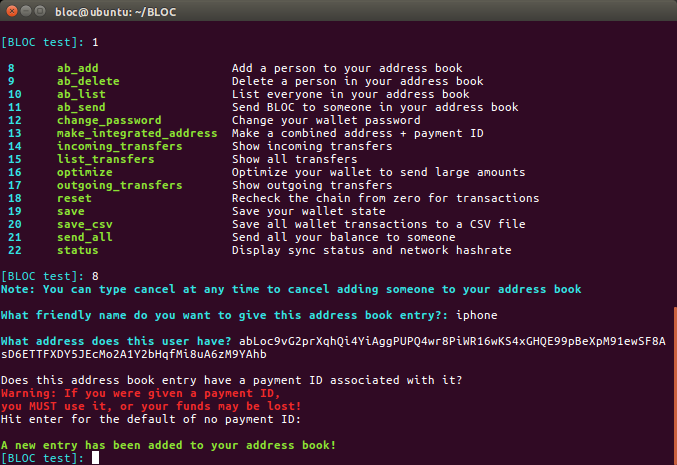 bloc@ubuntu: ~/BLOC
[BLOC test]: 1
8 ab_add Add a person to your address book
9 ab_delete Delete a person in your address book
10 ab_list List everyone in your address book
11 ab_send Send BLOC to someone in your address book
12 change_password Change your wallet password
13 make_integrated_address Make a combined address + payment ID
14 incoming_transfers Show incoming transfers
15 list_transfers Show all transfers
16 optimize Optimize your wallet to send large amounts
17 outgoing_transfers Show outgoing transfers
18 reset Recheck the chain from zero for transactions
19 save Save your wallet state
20 save_csv Save all wallet transactions to a CSV file
21 send_all Send all your balance to someone
22 status Display sync status and network hashrate
[BLOC test]: 8
Note: You can type cancel at any time to cancel adding someone to your address book
What friendly name do you want to give this address book entry?: iphone
What address does this user have? abLoc9vG2prXqhQi4YiAggPUPQ4wr8PiWR16wKS4xGHQE99pBeXpM91ewSF8A
sD6ETTFXDY5JEcMo2A1Y2bHqfMi8uA6zM9YAhb
Does this address book entry have a payment ID associated with it?
Warning: If you were given a payment ID,
you MUST use it, or your funds may be lost!
Hit enter for the default of no payment ID:
A new entry has been added to your address book!
[BLOC test]: